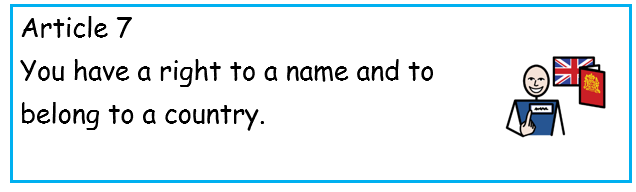 Article 7
You have a right to a name and to
belong to a country.